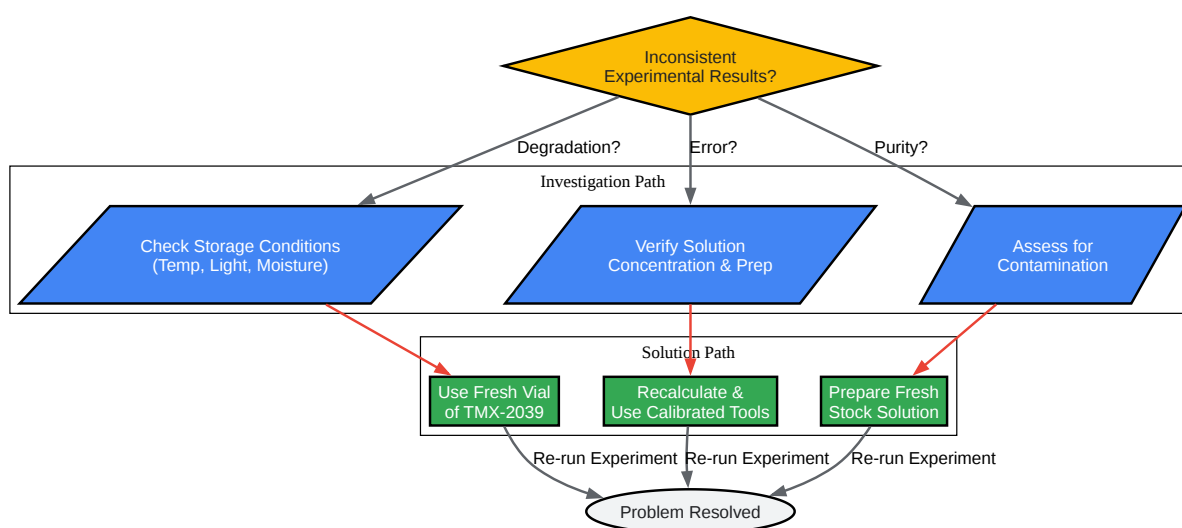 Inconsistent
Experimental Results?
Degradation?
Error?
Purity?
Investigation Path
Check Storage Conditions
(Temp, Light, Moisture)
Verify Solution
Concentration & Prep
Assess for
Contamination
Solution Path
Use Fresh Vial
of TMX-2039
Recalculate &
Use Calibrated Tools
Prepare Fresh
Stock Solution
Re-run Experiment
Re-run Experiment
Re-run Experiment
Problem Resolved